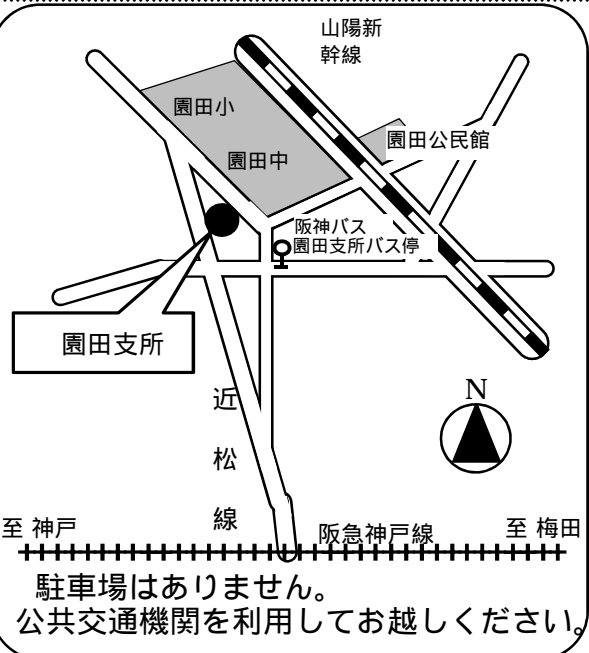 山陽新
幹線
園田小
園田公民館
園田中
阪神バス
園田支所バス停
園田支所
近松線
N
至 神戸
阪急神戸線
至 梅田
駐車場はありません。
公共交通機関を利用してお越しください。